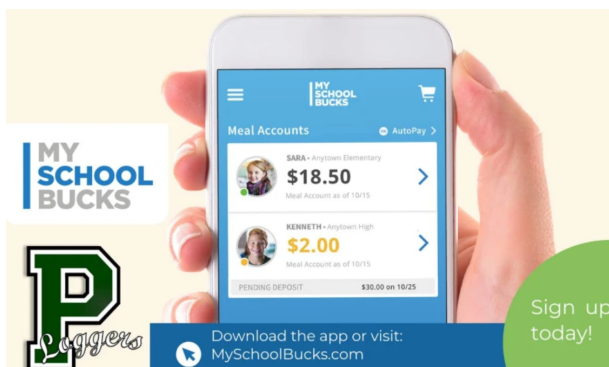 MY
SCHOOL
BUCKS
Meal Accounts
AutoPay >
SARA • Anytown Elementary
$18.50
Meal Account as of 10/15
KENNETH • Anytown High
$2.00
Meal Account as of 10/15
PENDING DEPOSIT $30.00 on 10/25
MY
SCHOOL
BUCKS
P
Loggers
Download the app or visit:
MySchoolBucks.com
Sign up
today!